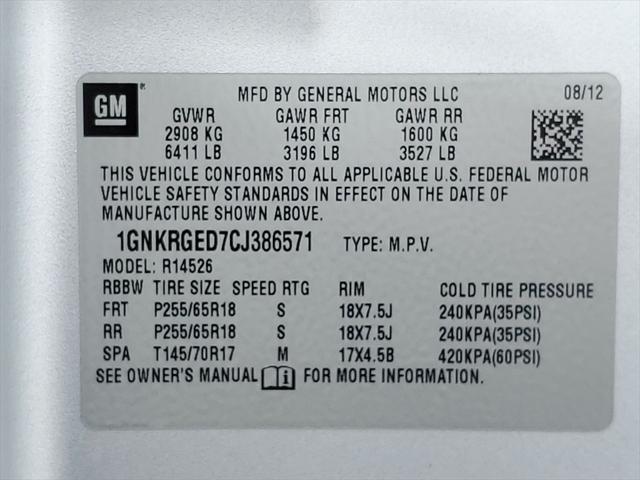 GM
MFD BY GENERAL MOTORS LLC 08/12
GVWR GAWR FRT GAWR RR
2908 KG 1450 KG 1600 KG
6411 LB 3196 LB 3527 LB
THIS VEHICLE CONFORMS TO ALL APPLICABLE U.S. FEDERAL MOTOR
VEHICLE SAFETY STANDARDS IN EFFECT ON THE DATE OF
MANUFACTURE SHOWN ABOVE.
1GNKRGED7CJ386571 TYPE: M.P.V.
MODEL: R14526
RBBW TIRE SIZE SPEED RTG RIM COLD TIRE PRESSURE
FRT P255/65R18 S 18X7.5J 240KPA(35PSI)
RR P255/65R18 S 18X7.5J 240KPA(35PSI)
SPA T145/70R17 M 17X4.5B 420KPA(60PSI)
SEE OWNER'S MANUAL i FOR MORE INFORMATION.